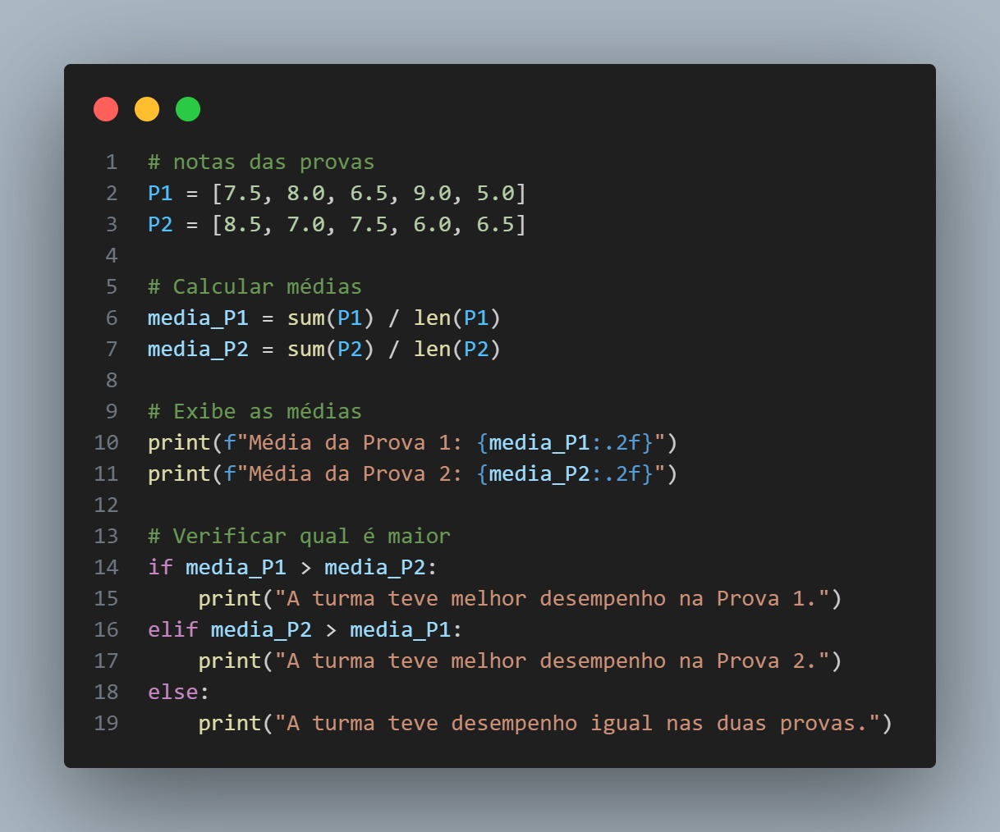 1 # notas das provas
2 P1 = [7.5, 8.0, 6.5, 9.0, 5.0]
3 P2 = [8.5, 7.0, 7.5, 6.0, 6.5]
4
5 # Calcular médias
6 media_P1 = sum(P1) / len(P1)
7 media_P2 = sum(P2) / len(P2)
8
9 # Exibe as médias
10 print(f"Média da Prova 1: {media_P1:.2f}")
11 print(f"Média da Prova 2: {media_P2:.2f}")
12
13 # Verificar qual é maior
14 if media_P1 > media_P2:
15     print("A turma teve melhor desempenho na Prova 1.")
16 elif media_P2 > media_P1:
17     print("A turma teve melhor desempenho na Prova 2.")
18 else:
19     print("A turma teve desempenho igual nas duas provas.")